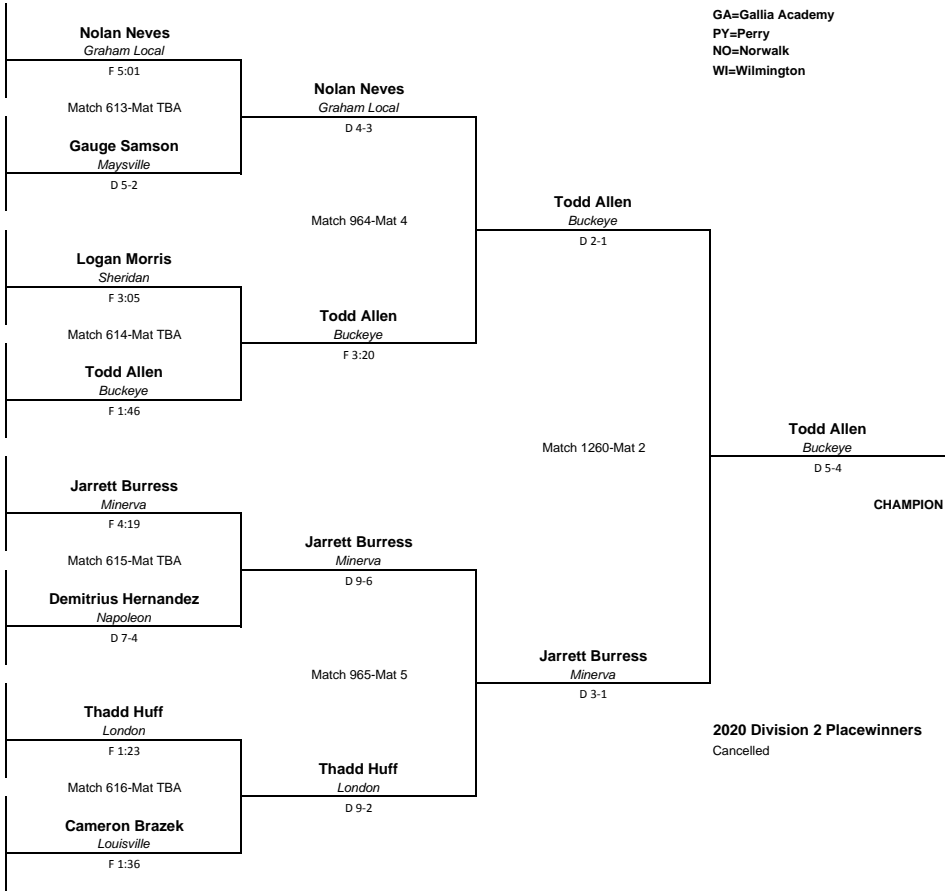 GA=Gallia Academy
PY=Perry
NO=Norwalk
WI=Wilmington
Nolan Neves
Graham Local
F 5:01
Match 613-Mat TBA
Gauge Samson
Maysville
D 5-2
Logan Morris
Sheridan
F 3:05
Match 614-Mat TBA
Todd Allen
Buckeye
F 1:46
Jarrett Burress
Minerva
F 4:19
Match 615-Mat TBA
Demitrius Hernandez
Napoleon
D 7-4
Thadd Huff
London
F 1:23
Match 616-Mat TBA
Cameron Brazek
Louisville
F 1:36
Nolan Neves
Graham Local
D 4-3
Match 964-Mat 4
Todd Allen
Buckeye
F 3:20
Jarrett Burress
Minerva
D 9-6
Match 965-Mat 5
Thadd Huff
London
D 9-2
Todd Allen
Buckeye
D 2-1
Match 1260-Mat 2
Jarrett Burress
Minerva
D 3-1
Todd Allen
Buckeye
D 5-4
CHAMPION
2020 Division 2 Placewinners
Cancelled